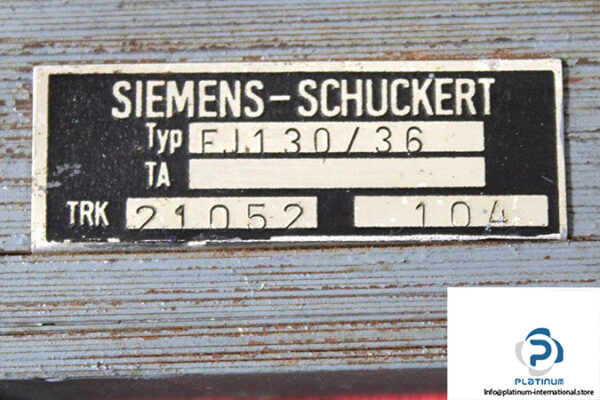 SIEMENS-SCHUCKERT
Typ EJ130/36
TA
TRK 21052 104
PLATINUM
Info@platinum-international.store